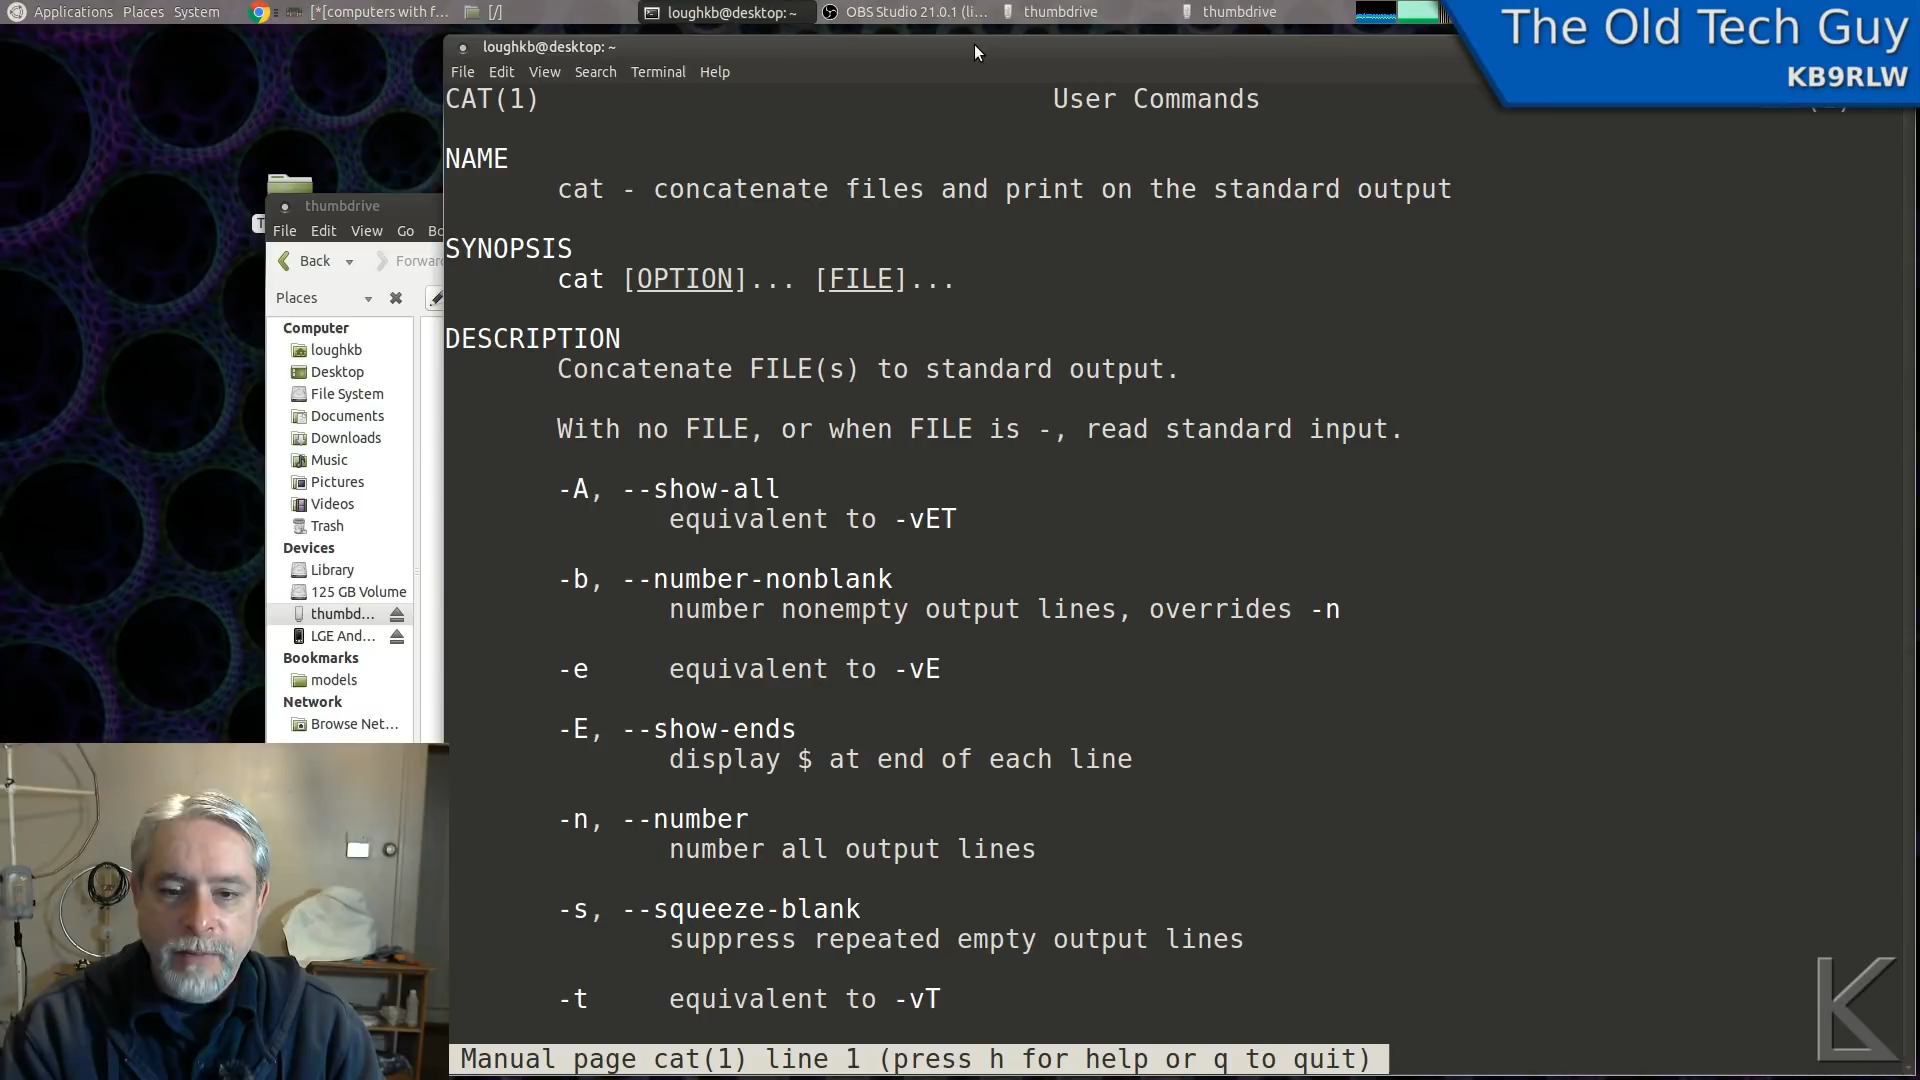 Applications Places System
[*[computers with f...
[/]
loughkb@desktop: ~
OBS Studio 21.0.1 (li...
thumbdrive
thumbdrive
The Old Tech Guy
KB9RLW
loughkb@desktop: ~
File Edit View Search Terminal Help
CAT(1) User Commands
NAME
cat - concatenate files and print on the standard output
SYNOPSIS
cat [OPTION]... [FILE]...
DESCRIPTION
Concatenate FILE(s) to standard output.
With no FILE, or when FILE is -, read standard input.
-A, --show-all
equivalent to -vET
-b, --number-nonblank
number nonempty output lines, overrides -n
-e equivalent to -vE
-E, --show-ends
display $ at end of each line
-n, --number
number all output lines
-s, --squeeze-blank
suppress repeated empty output lines
-t equivalent to -vT
Manual page cat(1) line 1 (press h for help or q to quit)
thumbdrive
File Edit View Go Bo
Back Forwar
Places
Computer
loughkb
Desktop
File System
Documents
Downloads
Music
Pictures
Videos
Trash
Devices
Library
125 GB Volume
thumbd...
LGE And...
Bookmarks
models
Network
Browse Net...
K